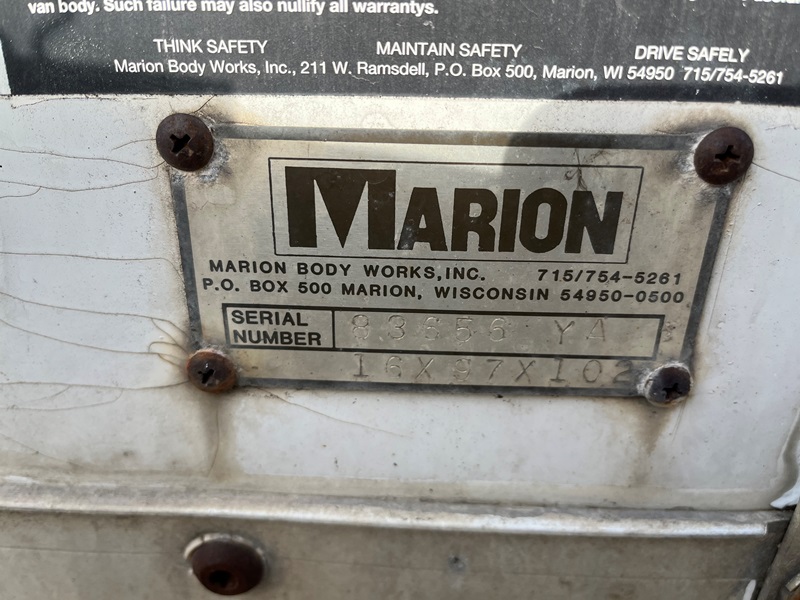 van body. Such failure may also nullify all warrantys.
THINK SAFETY MAINTAIN SAFETY DRIVE SAFELY
Marion Body Works, Inc., 211 W. Ramsdell, P.O. Box 500, Marion, WI 54950 715/754-5261
MARION
MARION BODY WORKS, INC. 715/754-5261
P.O. BOX 500 MARION, WISCONSIN 54950-0500
SERIAL NUMBER 83656 YA
16X97X102